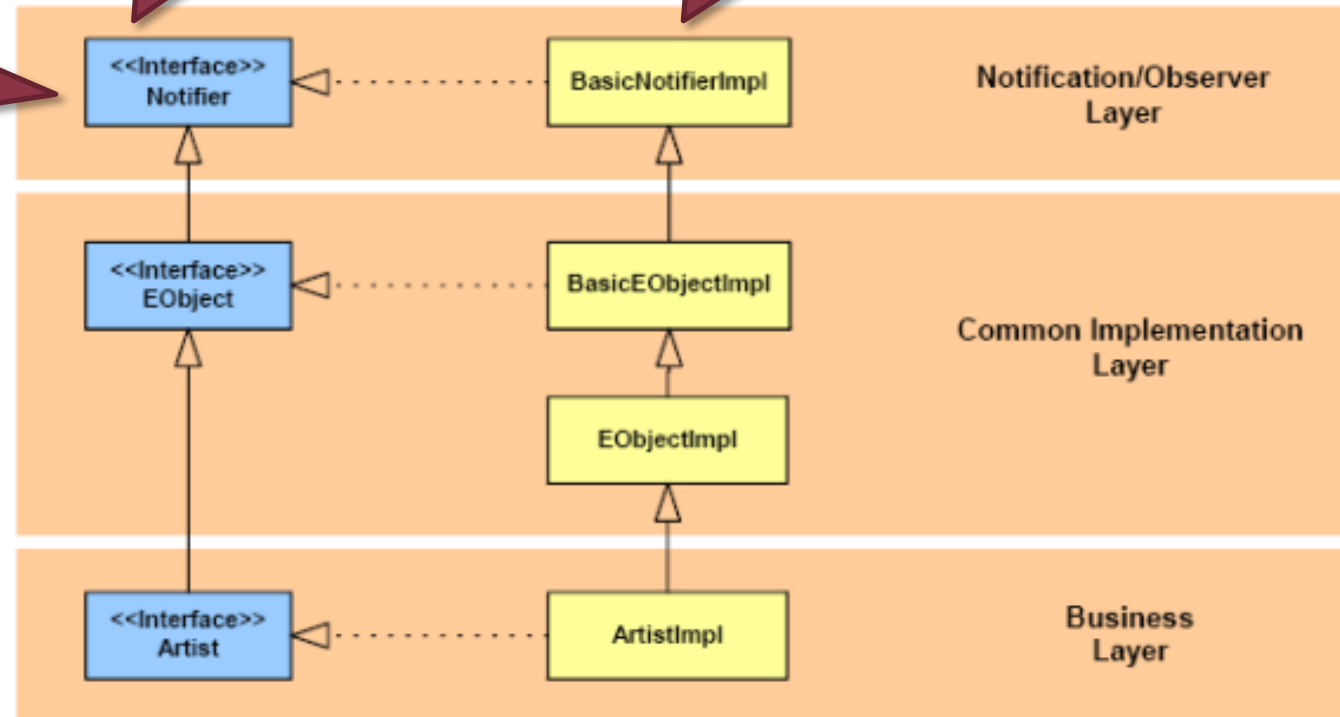 <<Interface>>
Notifier
BasicNotifierImpl
Notification/Observer
Layer
<<Interface>>
EObject
BasicEObjectImpl
Common Implementation
Layer
EObjectImpl
<<Interface>>
Artist
ArtistImpl
Business
Layer